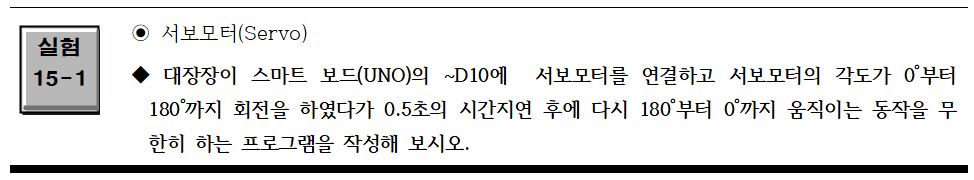 실험
15-1
◉ 서보모터(Servo)
◆ 대장장이 스마트 보드(UNO)의 ~D10에 서보모터를 연결하고 서보모터의 각도가 0˚부터
180˚까지 회전을 하였다가 0.5초의 시간지연 후에 다시 180˚부터 0˚까지 움직이는 동작을 무
한히 하는 프로그램을 작성해 보시오.